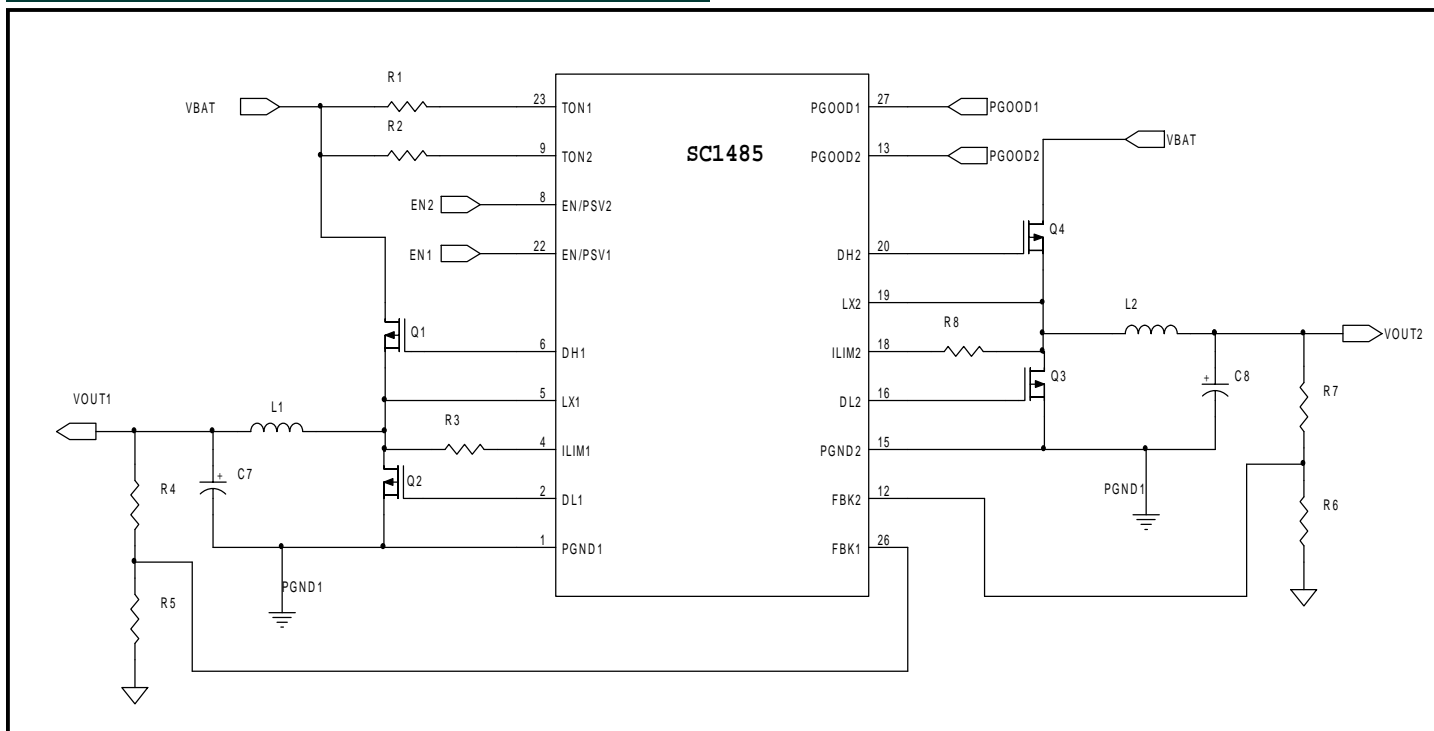 R1
VBAT
23 TON1
R2
9 TON2
SC1485
PGOOD1 27 PGOOD1
PGOOD2 13 PGOOD2
VBAT
EN2 8 EN/PSV2
EN1 22 EN/PSV1
DH2 20
Q4
LX2 19
Q1
6 DH1
R8
ILIM2 18
L2
VOUT2
Q3
C8
+
R7
VOUT1
L1
5 LX1
DL2 16
R3
4 ILIM1
PGND2 15
R4
+
C7
Q2
2 DL1
PGND1
FBK2 12
R6
1 PGND1
FBK1 26
PGND1
R5